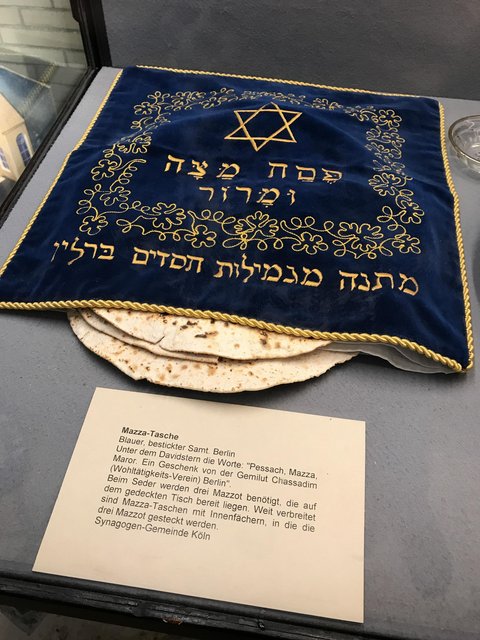 פֶּסַח מַצָּה
וּמָרוֹר
מתנה מגמילות חסדים ברלין
Mazza-Tasche
Blauer, bestickter Samt. Berlin
Unter dem Davidstern die Worte: "Pessach, Mazza,
Maror. Ein Geschenk von der Gemilut Chassadim
(Wohltätigkeits-Verein) Berlin".
Beim Seder werden drei Mazzot benötigt, die auf
dem gedeckten Tisch bereit liegen. Weit verbreitet
sind Mazza-Taschen mit Innenfächern, in die die
drei Mazzot gesteckt werden.
Synagogen-Gemeinde Köln